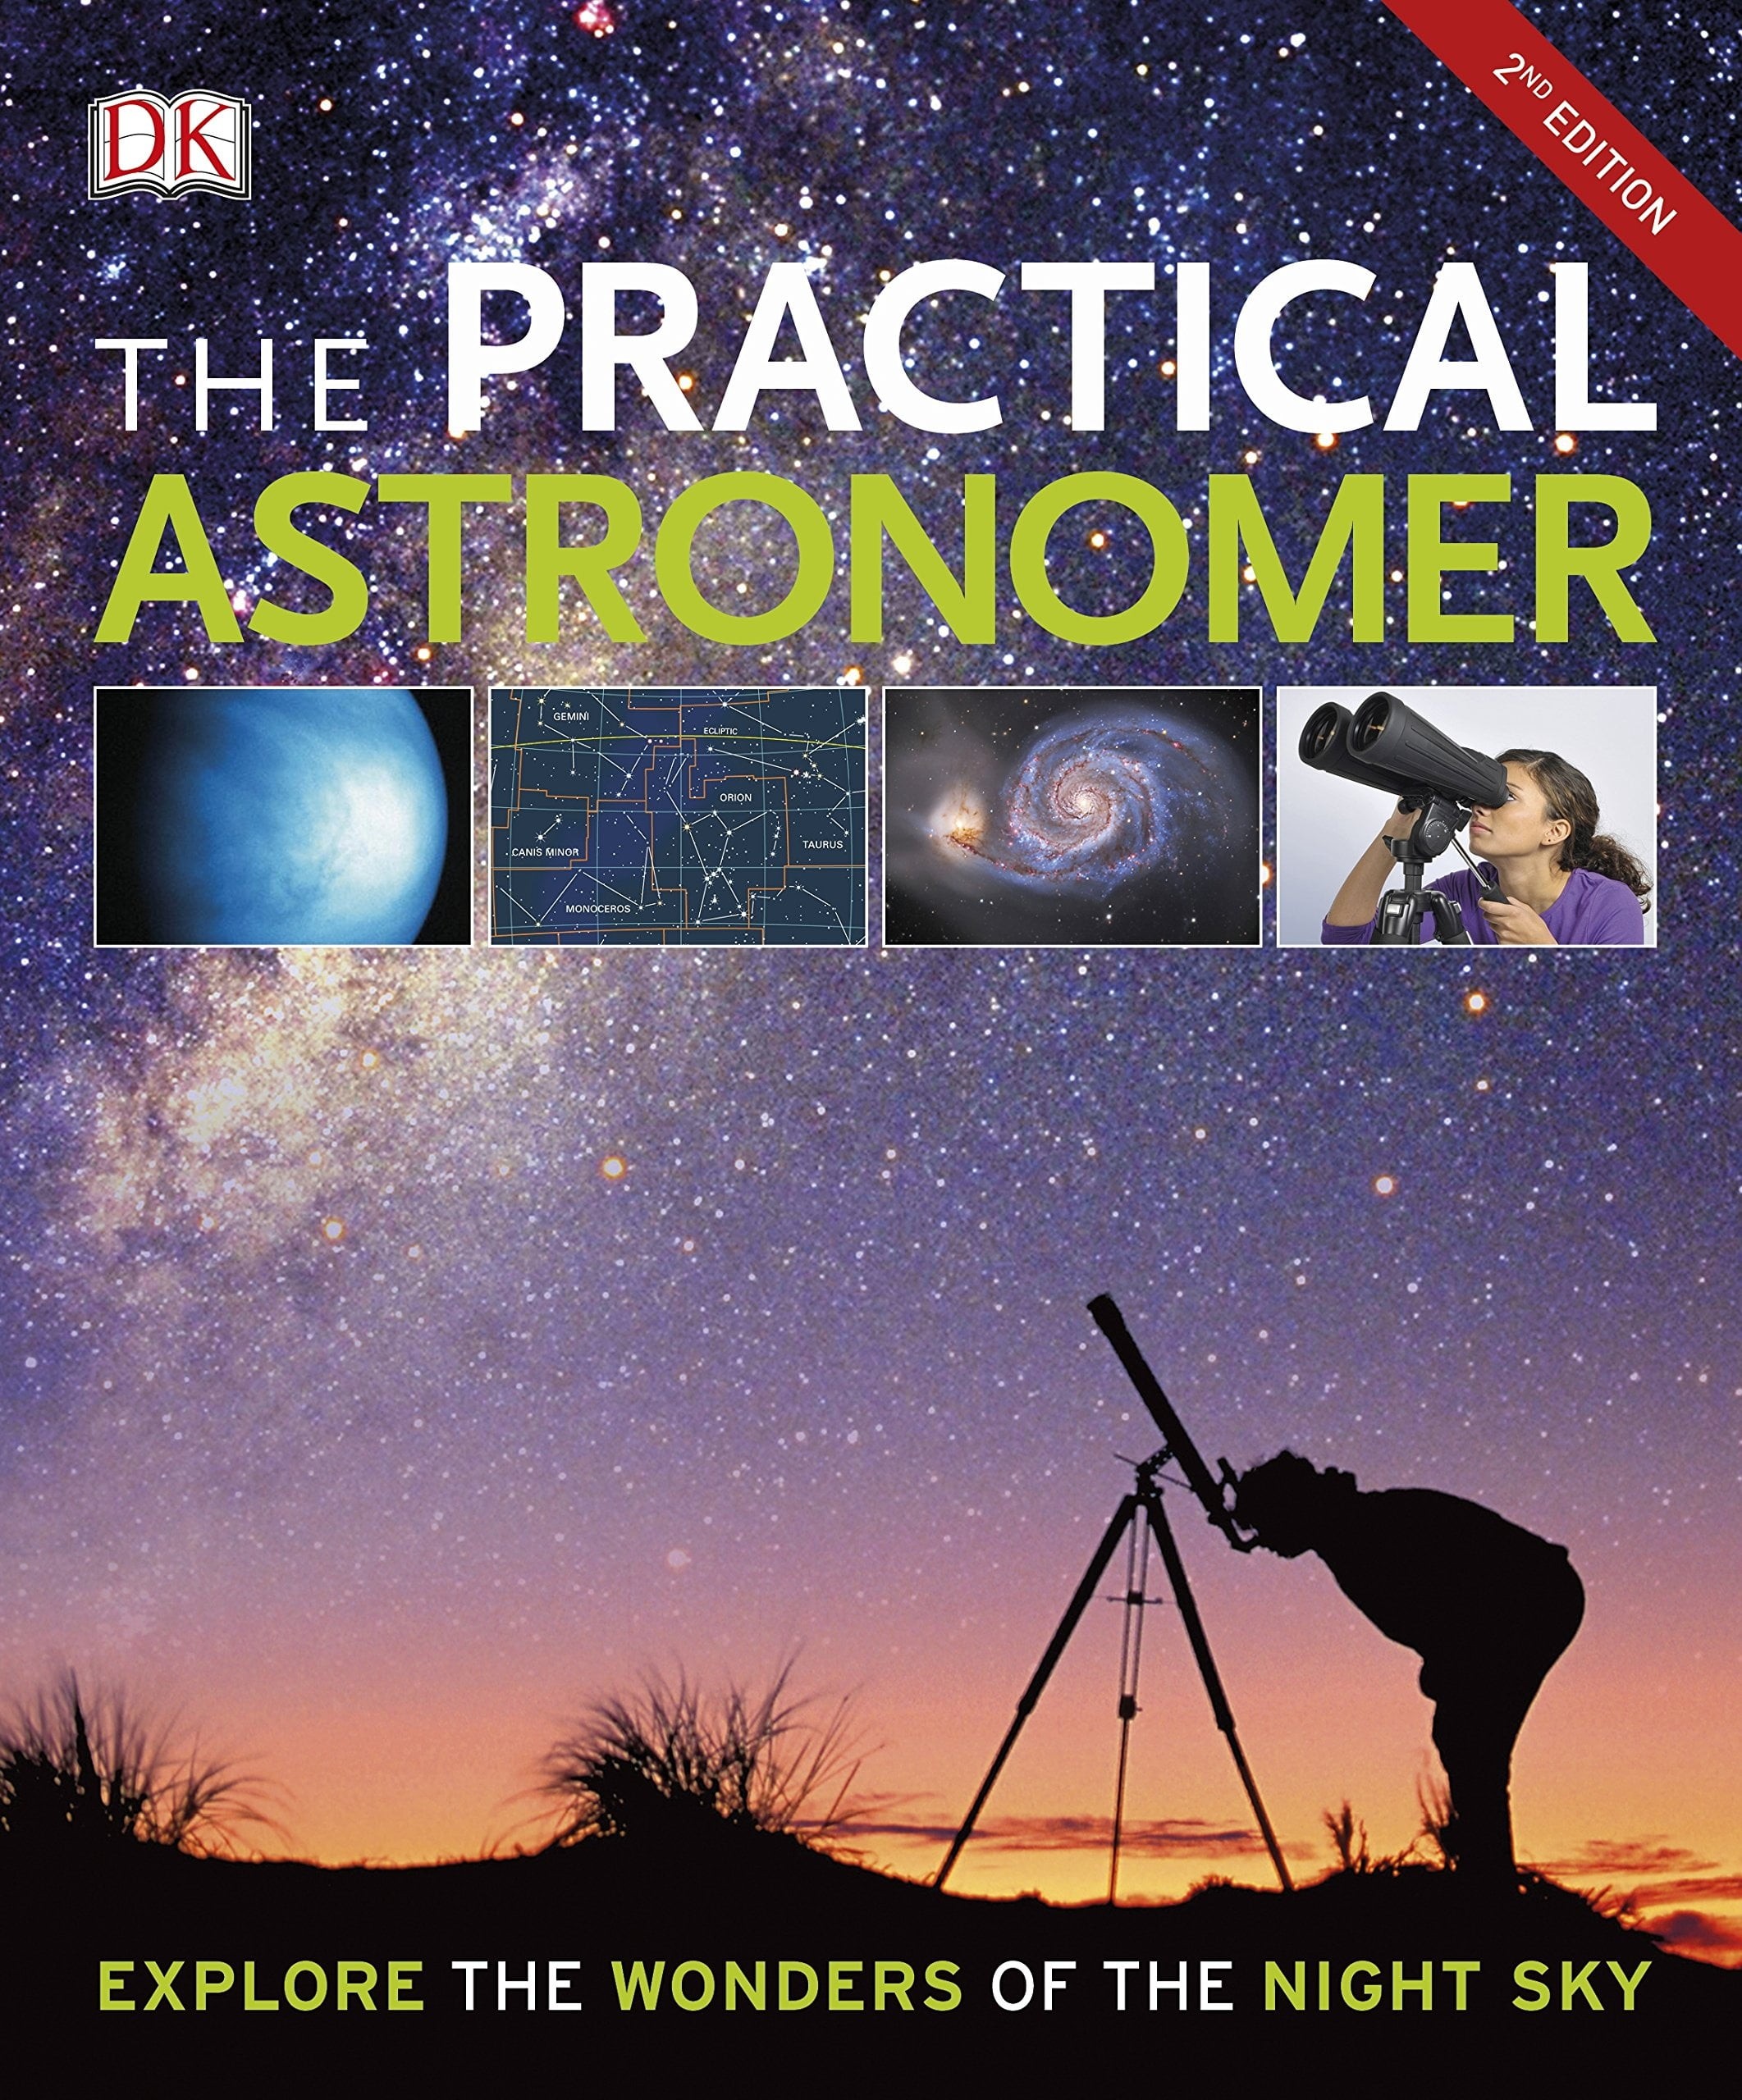 DK
2ND EDITION
THE PRACTICAL
ASTRONOMER
GEMINI
ECLIPTIC
ORION
CANIS MINOR
TAURUS
MONOCEROS
EXPLORE THE WONDERS OF THE NIGHT SKY